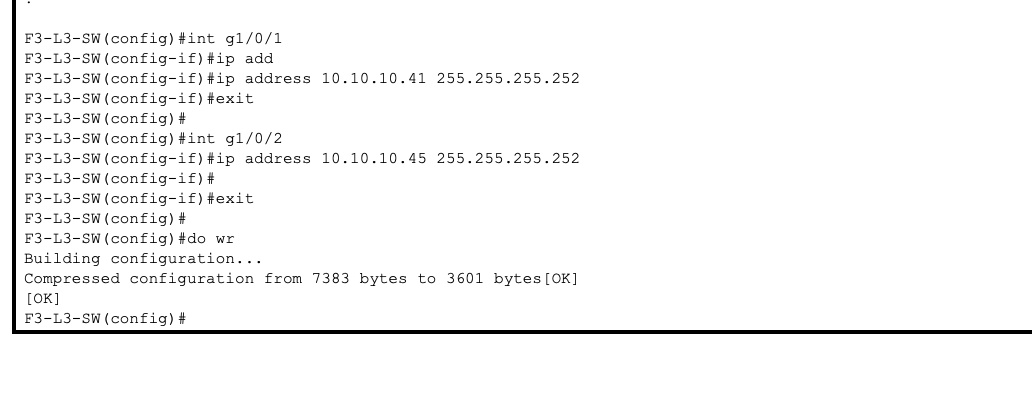 F3-L3-SW(config)#int g1/0/1
F3-L3-SW(config-if)#ip add
F3-L3-SW(config-if)#ip address 10.10.10.41 255.255.255.252
F3-L3-SW(config-if)#exit
F3-L3-SW(config)#
F3-L3-SW(config)#int g1/0/2
F3-L3-SW(config-if)#ip address 10.10.10.45 255.255.255.252
F3-L3-SW(config-if)#
F3-L3-SW(config-if)#exit
F3-L3-SW(config)#
F3-L3-SW(config)#do wr
Building configuration...
Compressed configuration from 7383 bytes to 3601 bytes[OK]
[OK]
F3-L3-SW(config)#